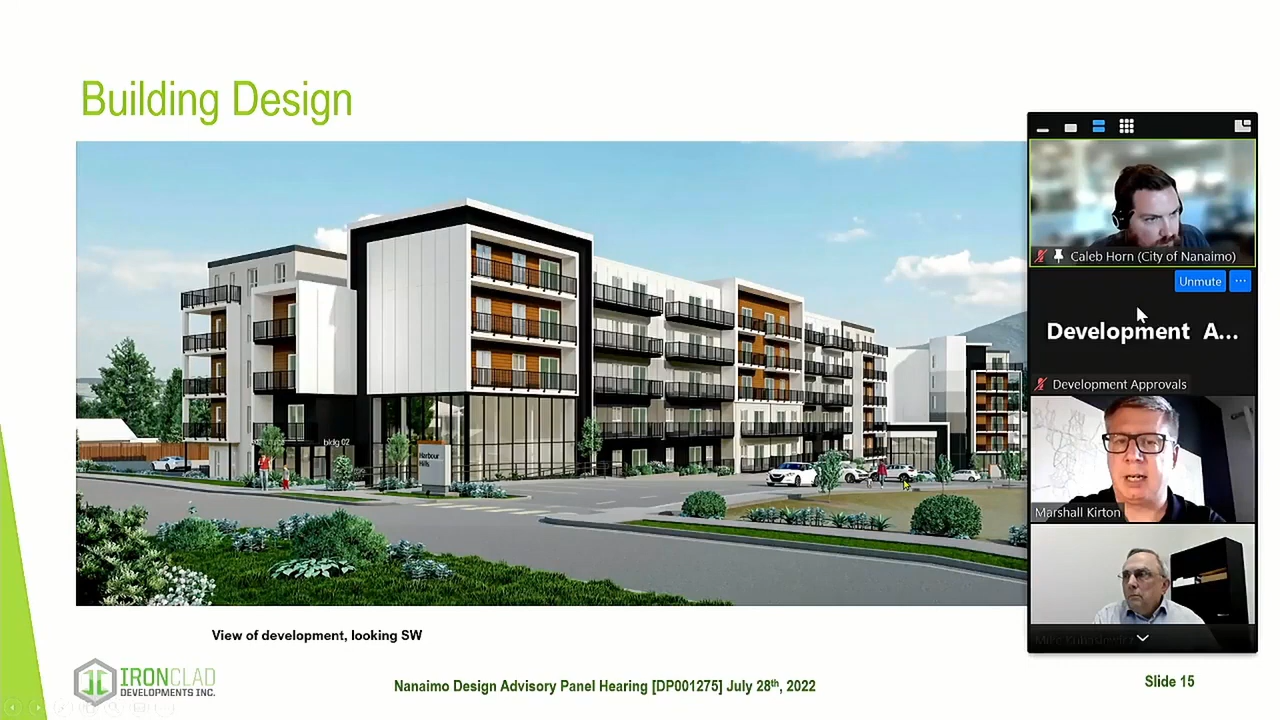 Building Design
Caleb Horn (City of Nanaimo)
Unmute
Development A...
Development Approvals
Marshall Kirton
bldg 02
Harbour
Hills
View of development, looking SW
IRONCLAD
DEVELOPMENTS INC.
Nanaimo Design Advisory Panel Hearing [DP001275] July 28th, 2022
Slide 15